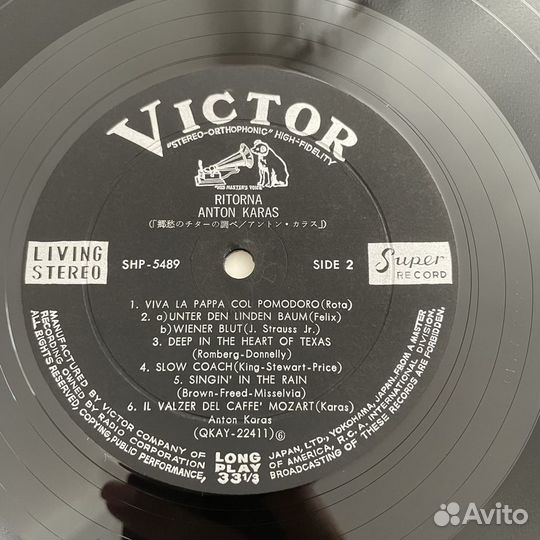 VICTOR
"STEREO-ORTHOPHONIC" HIGH-FIDELITY
"HIS MASTER'S VOICE"
RITORNA
ANTON KARAS
(『郷愁のチターの調べ/アントン・カラス』)
LIVING
STEREO
SHP-5489
SIDE 2
Super
RECORD
1. VIVA LA PAPPA COL POMODORO(Rota)
2. a)UNTER DEN LINDEN BAUM(Felix)
b)WIENER BLUT(J. Strauss Jr.)
3. DEEP IN THE HEART OF TEXAS
(Romberg-Donnelly)
4. SLOW COACH(King-Stewart-Price)
5. SINGIN' IN THE RAIN
(Brown-Freed-Misselvia)
6. IL VALZER DEL CAFFE' MOZART(Karas)
Anton Karas
(QKAY-22411)⑥
LONG
PLAY
33 1/3
MANUFACTURED BY VICTOR COMPANY OF JAPAN, LTD., YOKOHAMA, JAPAN. FROM A MASTER
RECORDING OWNED BY RADIO CORPORATION OF AMERICA, R.C.A. INTERNATIONAL DIVISION,
ALL RIGHTS RESERVED, COPYING, PUBLIC PERFORMANCE, BROADCASTING OF THESE RECORDS ARE FORBIDDEN.
Avito